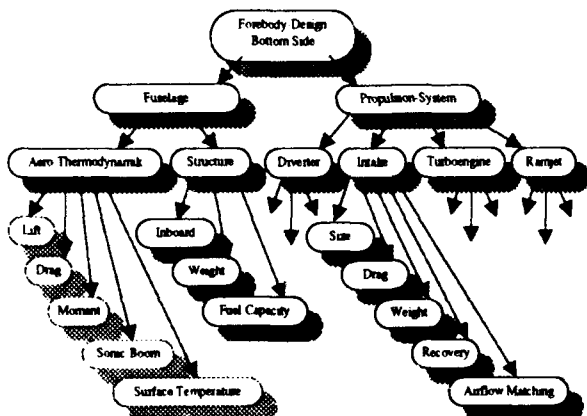 Forebody Design
Bottom Side
Fuselage
Propulsion-System
Aero Thermodynamik
Structure
Diverter
Intake
Turboengine
Ramjet
Lift
Inboard
Size
Drag
Weight
Drag
Moment
Fuel Capacity
Weight
Sonic Boom
Recovery
Surface Temperature
Airflow Matching